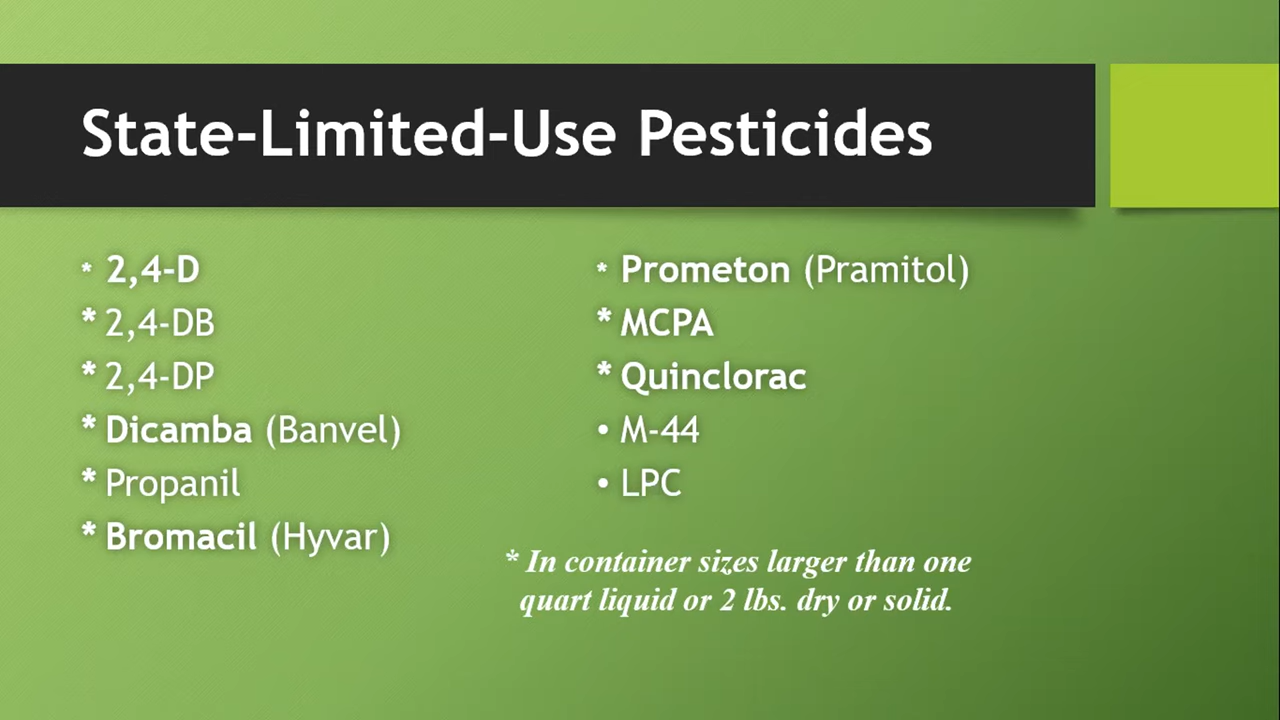 State-Limited-Use Pesticides
* 2,4-D
* 2,4-DB
* 2,4-DP
* Dicamba (Banvel)
* Propanil
* Bromacil (Hyvar)
* Prometon (Pramitol)
* MCPA
* Quinclorac
• M-44
• LPC
* In container sizes larger than one
quart liquid or 2 lbs. dry or solid.